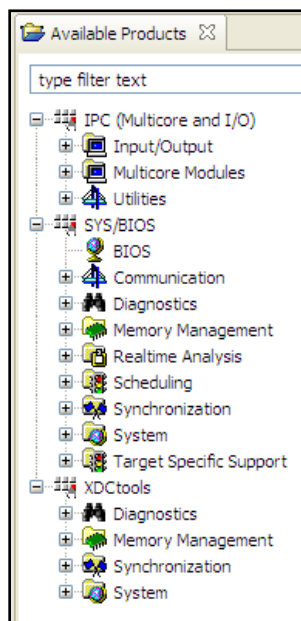 Available Products
type filter text
IPC (Multicore and I/O)
Input/Output
Multicore Modules
Utilities
SYS/BIOS
BIOS
Communication
Diagnostics
Memory Management
Realtime Analysis
Scheduling
Synchronization
System
Target Specific Support
XDCtools
Diagnostics
Memory Management
Synchronization
System